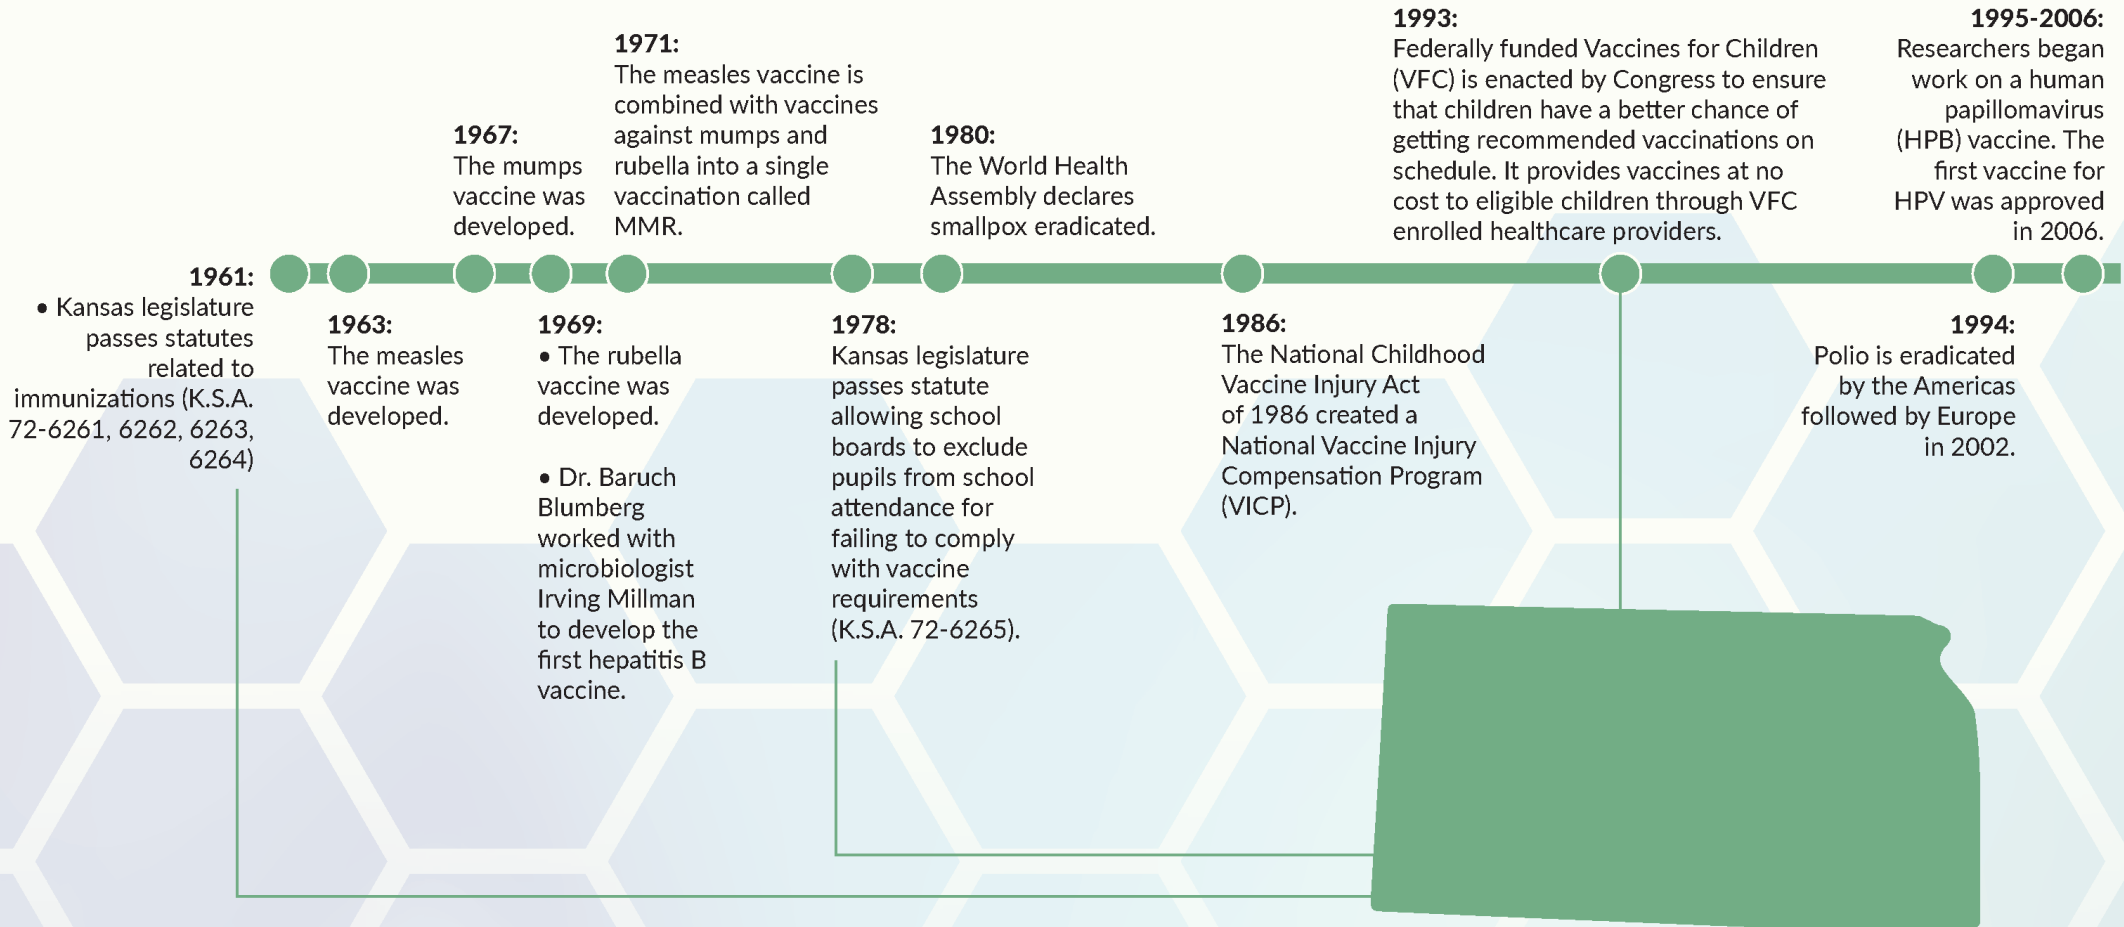 1961:
• Kansas legislature
passes statutes
related to
immunizations (K.S.A.
72-6261, 6262, 6263,
6264)
1963:
The measles
vaccine was
developed.
1967:
The mumps
vaccine was
developed.
1969:
• The rubella
vaccine was
developed.
• Dr. Baruch
Blumberg
worked with
microbiologist
Irving Millman
to develop the
first hepatitis B
vaccine.
1971:
The measles vaccine is
combined with vaccines
against mumps and
rubella into a single
vaccination called
MMR.
1978:
Kansas legislature
passes statute
allowing school
boards to exclude
pupils from school
attendance for
failing to comply
with vaccine
requirements
(K.S.A. 72-6265).
1980:
The World Health
Assembly declares
smallpox eradicated.
1986:
The National Childhood
Vaccine Injury Act
of 1986 created a
National Vaccine Injury
Compensation Program
(VICP).
1993:
Federally funded Vaccines for Children
(VFC) is enacted by Congress to ensure
that children have a better chance of
getting recommended vaccinations on
schedule. It provides vaccines at no
cost to eligible children through VFC
enrolled healthcare providers.
1994:
Polio is eradicated
by the Americas
followed by Europe
in 2002.
1995-2006:
Researchers began
work on a human
papillomavirus
(HPB) vaccine. The
first vaccine for
HPV was approved
in 2006.